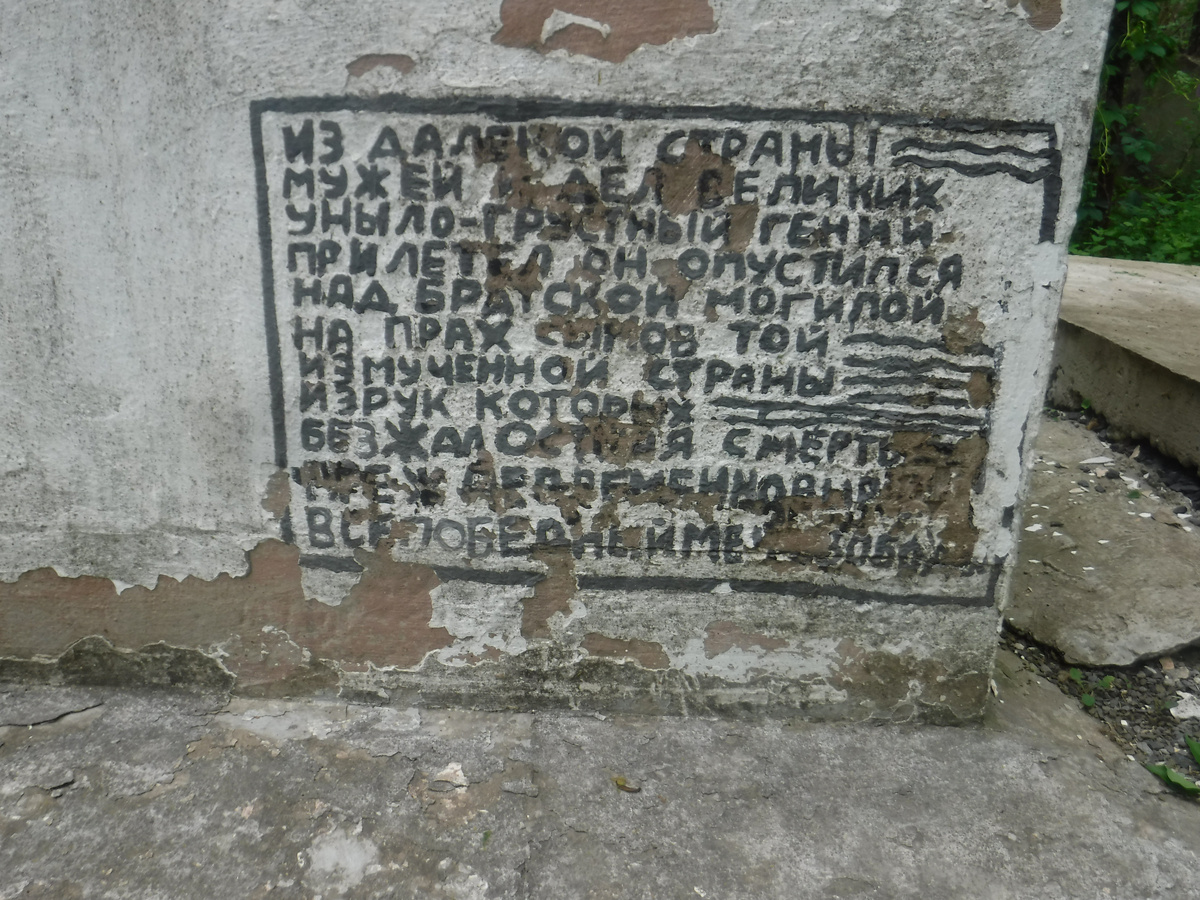 ИЗ ДАЛЕКОЙ СТРАНЫ
МУЖЕЙ И ДЕЛ ВЕЛИКИХ
УНЫЛО-ГРУСТНЫЙ ГЕНИЙ
ПРИЛЕТЕЛ ОН ОПУСТИЛСЯ
НАД БРАТСКОЙ МОГИЛОЙ
НА ПРАХ СЫНОВ ТОЙ
ИЗМУЧЕННОЙ СТРАНЫ
ИЗ РУК КОТОРЫХ
БЕЗЖАЛОСТНАЯ СМЕРТЬ
ВСЕПОБЕДНЫЙ